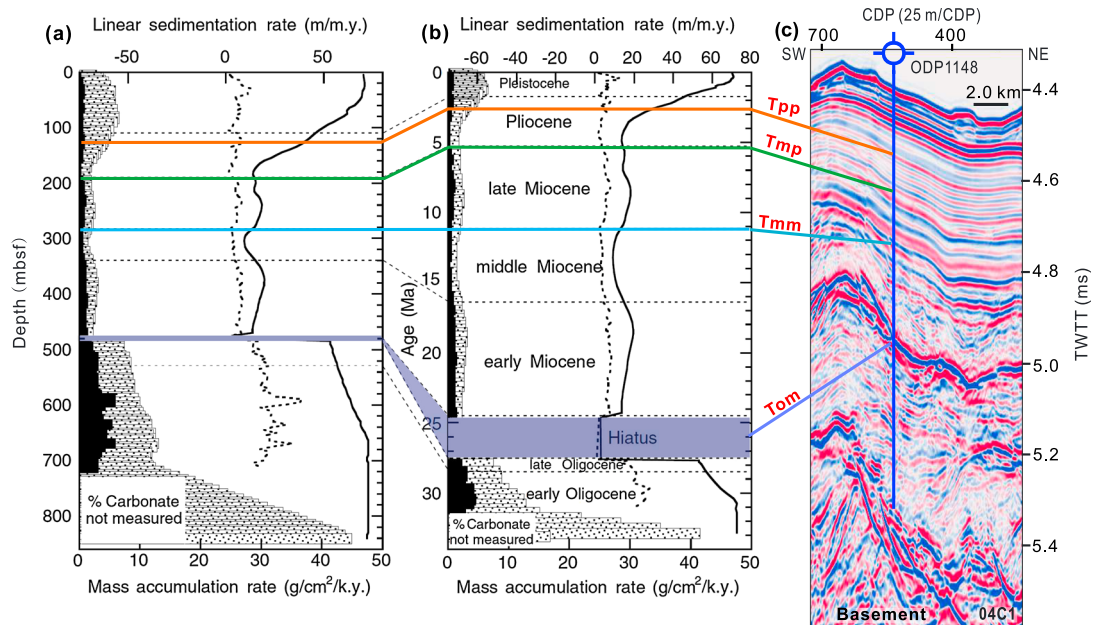 Linear sedimentation rate (m/m.y.)
(a)
-50 0 50
0
100
200
300
400
500
600
700
800
Depth (mbsf)
% Carbonate
not measured
0 10 20 30 40 50
Mass accumulation rate (g/cm²/k.y.)
Linear sedimentation rate (m/m.y.)
(b)
-60 -40 -20 0 20 40 60 80
0
5
10
15
20
25
30
Age (Ma)
Pleistocene
Pliocene
late Miocene
middle Miocene
early Miocene
Hiatus
late Oligocene
early Oligocene
% Carbonate
not measured
0 10 20 30 40 50
Mass accumulation rate (g/cm²/k.y.)
Tpp
Tmp
Tmm
Tom
CDP (25 m/CDP)
(c)
700 400
SW NE
ODP1148
2.0 km
4.4
4.6
4.8
5.0
5.2
5.4
TWTT (ms)
Basement
04C1